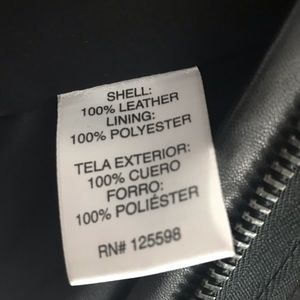 SHELL:
100% LEATHER
LINING:
100% POLYESTER
TELA EXTERIOR:
100% CUERO
FORRO:
100% POLIÉSTER
RN# 125598